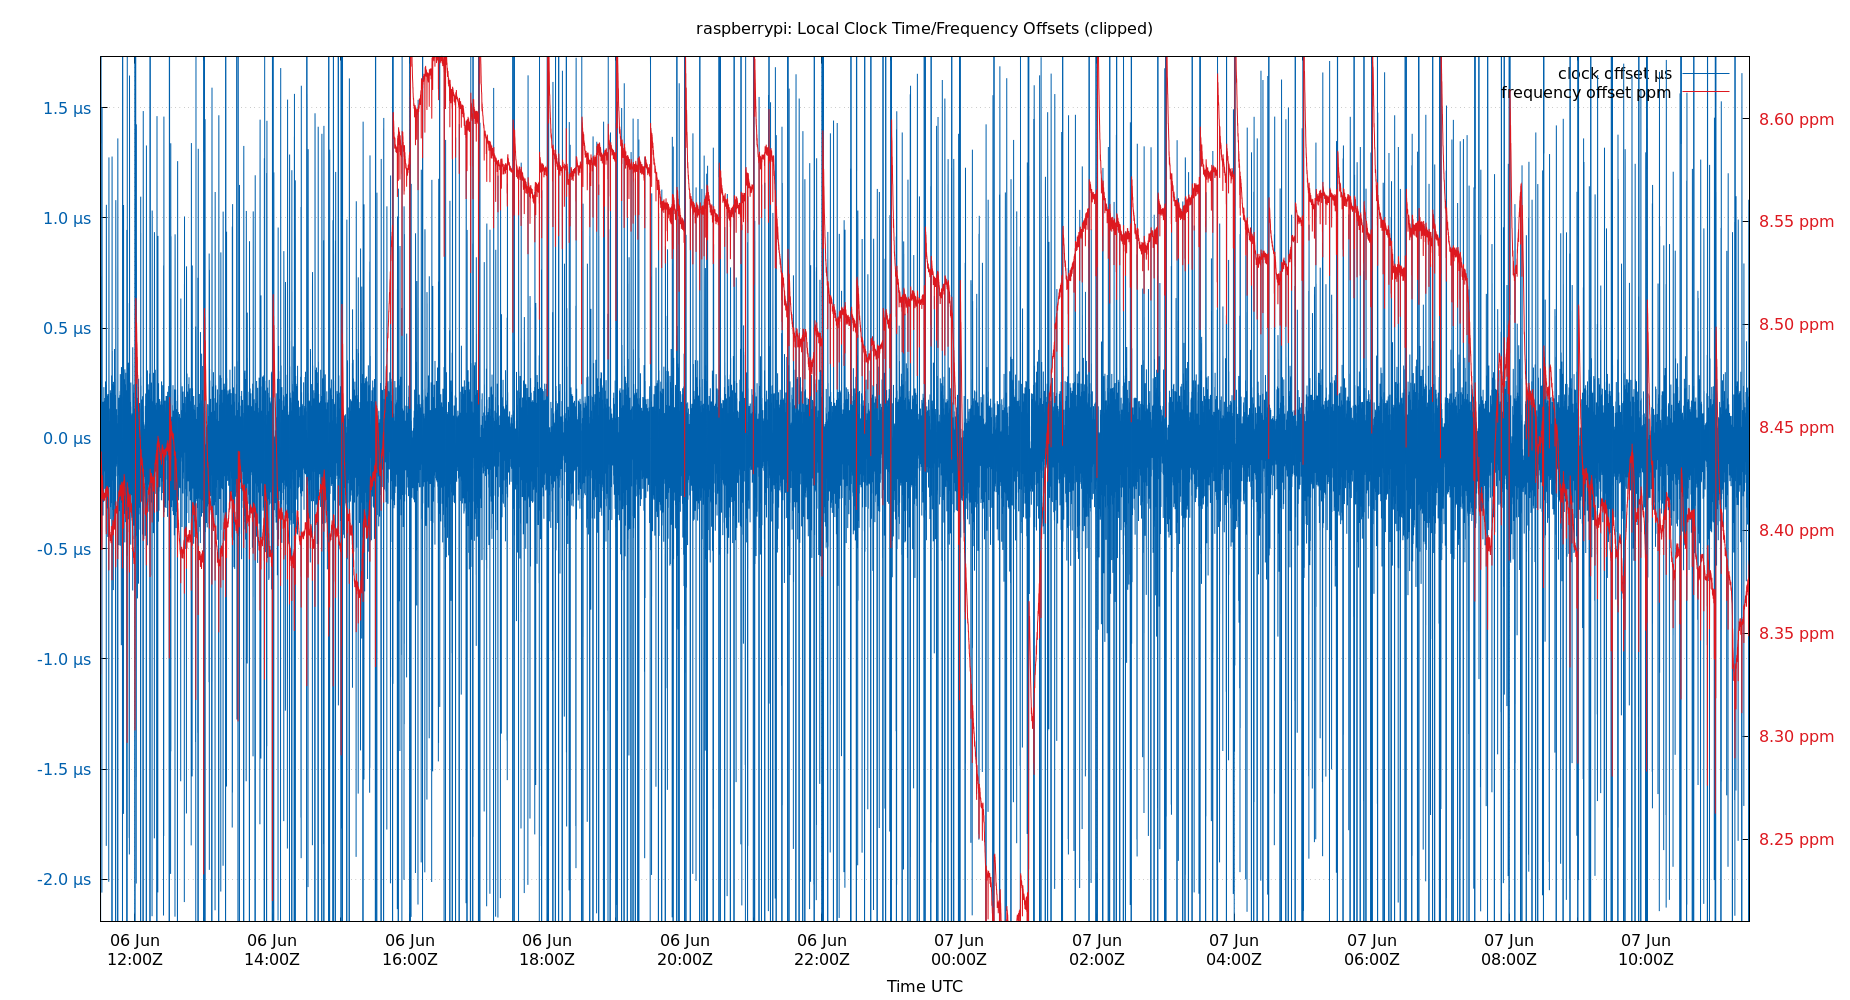 raspberrypi: Local Clock Time/Frequency Offsets (clipped)
clock offset µs
frequency offset ppm
1.5 µs
1.0 µs
0.5 µs
0.0 µs
-0.5 µs
-1.0 µs
-1.5 µs
-2.0 µs
8.60 ppm
8.55 ppm
8.50 ppm
8.45 ppm
8.40 ppm
8.35 ppm
8.30 ppm
8.25 ppm
06 Jun 06 Jun 06 Jun 06 Jun 06 Jun 06 Jun 07 Jun 07 Jun 07 Jun 07 Jun 07 Jun 07 Jun
12:00Z 14:00Z 16:00Z 18:00Z 20:00Z 22:00Z 00:00Z 02:00Z 04:00Z 06:00Z 08:00Z 10:00Z
Time UTC